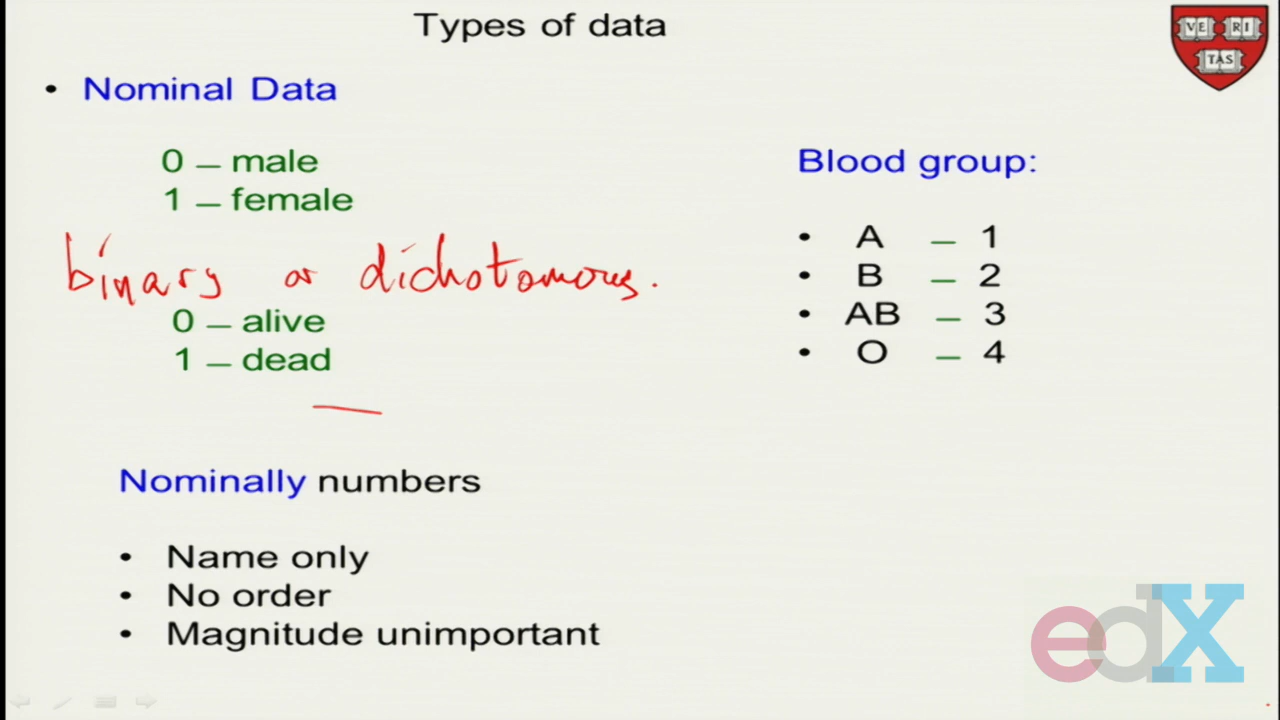 Types of data
VE RI
TAS
• Nominal Data
0 – male
1 – female
binary or dichotomous.
0 – alive
1 – dead
Blood group:
• A – 1
• B – 2
• AB – 3
• O – 4
Nominally numbers
• Name only
• No order
• Magnitude unimportant
edX